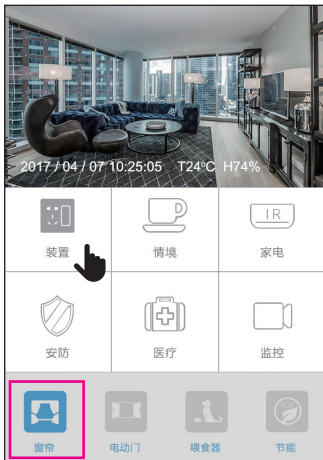 2017 / 04 / 07 10:25:05 T24°C H74%
IR
装置 情境 家电
安防 医疗 监控
ECO
窗帘 电动门 喂食器 节能